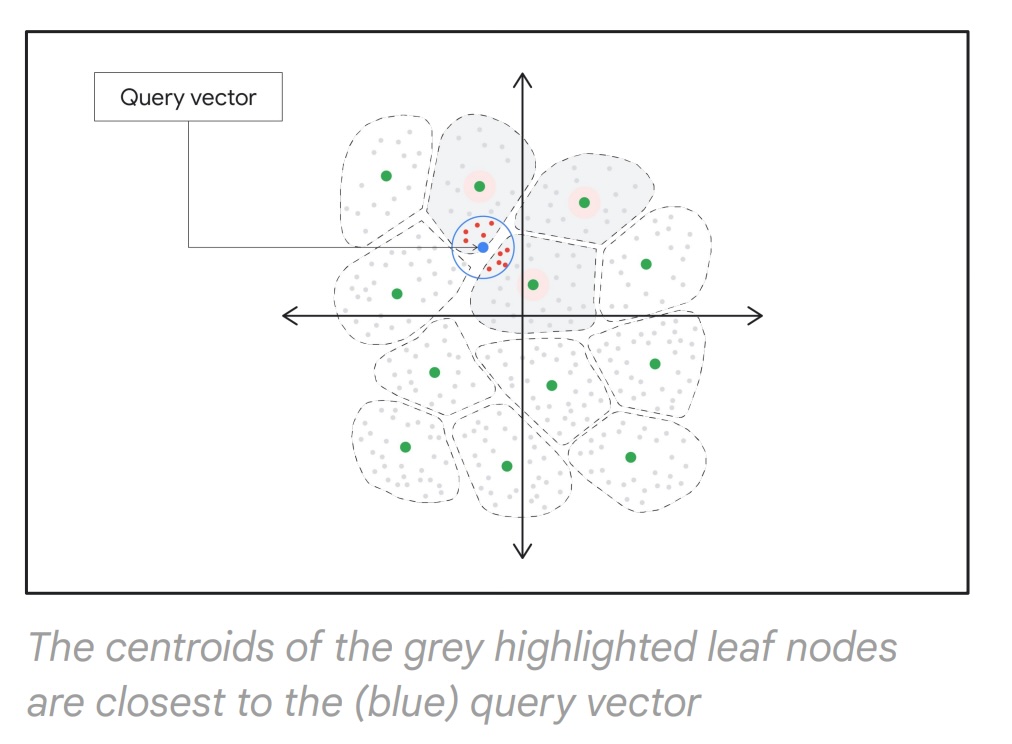 Query vector
The centroids of the grey highlighted leaf nodes
are closest to the (blue) query vector